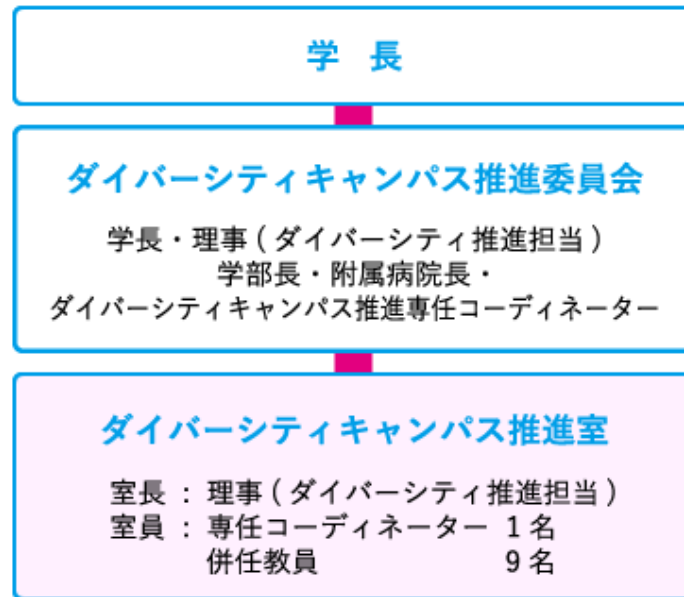 学 長
ダイバーシティキャンパス推進委員会
学長・理事 ( ダイバーシティ推進担当 )
学部長・附属病院長・
ダイバーシティキャンパス推進専任コーディネーター
ダイバーシティキャンパス推進室
室長 : 理事 ( ダイバーシティ推進担当 )
室員 : 専任コーディネーター 1 名
併任教員 9 名